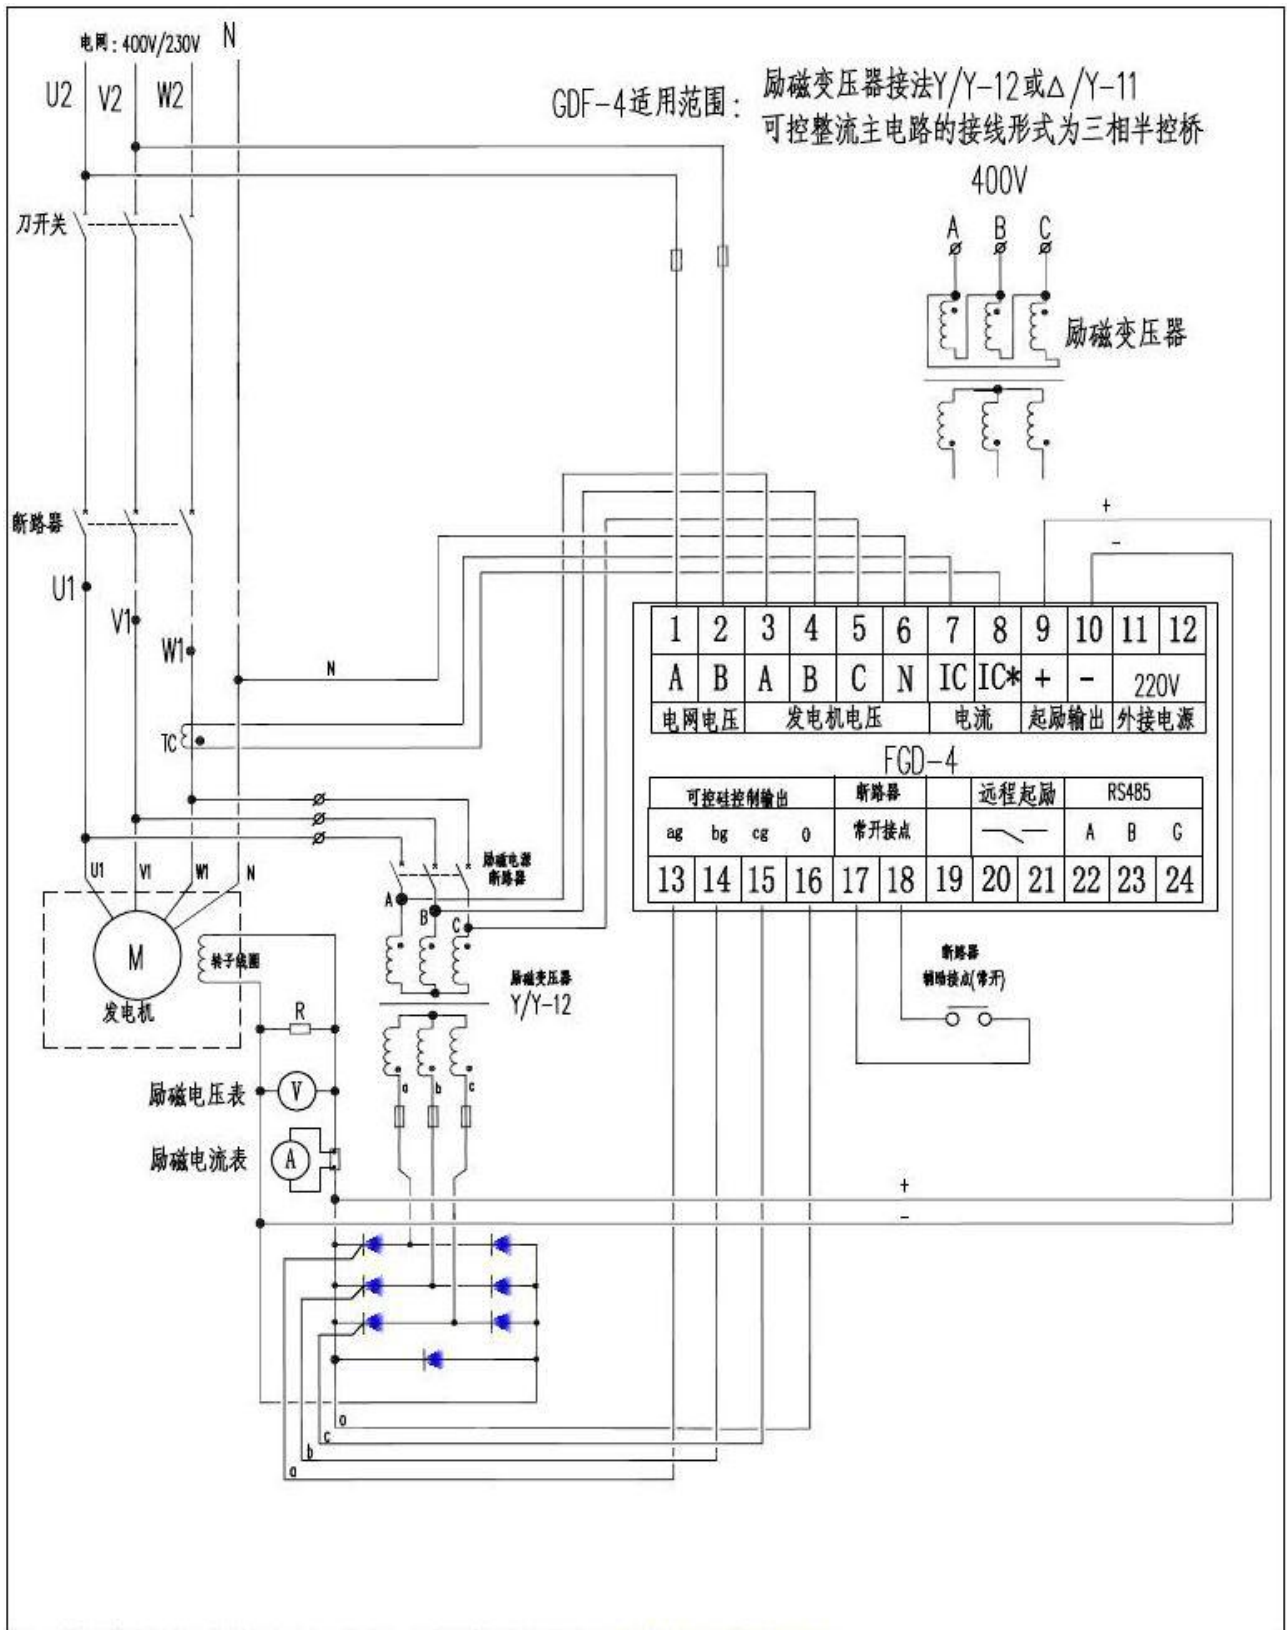 电网：400V/230V
N
U2
V2
W2
GDF-4适用范围：
励磁变压器接法Y/Y-12或△/Y-11
可控整流主电路的接线形式为三相半控桥
400V
A B C
励磁变压器
刀开关
断路器
U1
V1
W1
N
TC
+
-
1 2 3 4 5 6 7 8 9 10 11 12
A B A B C N IC IC* + - 220V
电网电压 发电机电压 电流 起励输出 外接电源
FGD-4
可控硅控制输出 断路器 远程起励 RS485
ag bg cg 0 常开接点 A B G
13 14 15 16 17 18 19 20 21 22 23 24
U1 V1 W1 N
励磁电源
断路器
A
B
C
M
发电机
转子线圈
励磁变压器
Y/Y-12
断路器
辅助接点(常开)
R
a b c
励磁电压表
V
励磁电流表
A
+
-
o
c
b
a